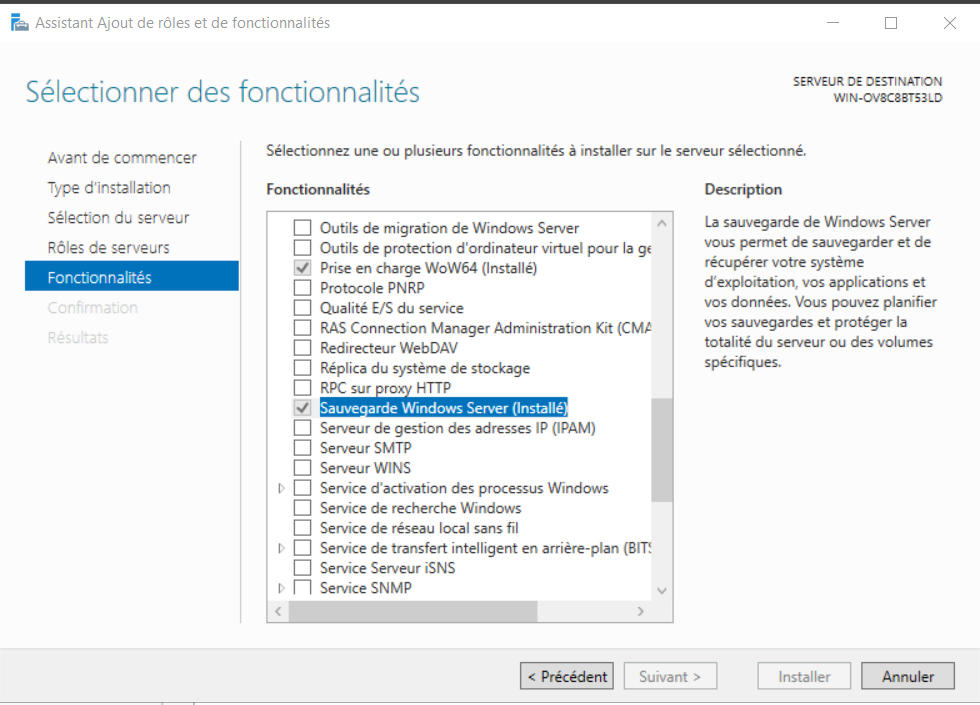 Assistant Ajout de rôles et de fonctionnalités
Sélectionner des fonctionnalités
SERVEUR DE DESTINATION
WIN-OV8C8BT53LD
Avant de commencer
Type d'installation
Sélection du serveur
Rôles de serveurs
Fonctionnalités
Confirmation
Résultats
Sélectionnez une ou plusieurs fonctionnalités à installer sur le serveur sélectionné.
Fonctionnalités
Outils de migration de Windows Server
Outils de protection d'ordinateur virtuel pour la ge
Prise en charge WoW64 (Installé)
Protocole PNRP
Qualité E/S du service
RAS Connection Manager Administration Kit (CMA
Redirecteur WebDAV
Réplica du système de stockage
RPC sur proxy HTTP
Sauvegarde Windows Server (Installé)
Serveur de gestion des adresses IP (IPAM)
Serveur SMTP
Serveur WINS
Service d'activation des processus Windows
Service de recherche Windows
Service de réseau local sans fil
Service de transfert intelligent en arrière-plan (BITS
Service Serveur iSNS
Service SNMP
Description
La sauvegarde de Windows Server
vous permet de sauvegarder et de
récupérer votre système
d'exploitation, vos applications et
vos données. Vous pouvez planifier
vos sauvegardes et protéger la
totalité du serveur ou des volumes
spécifiques.
< Précédent
Suivant >
Installer
Annuler